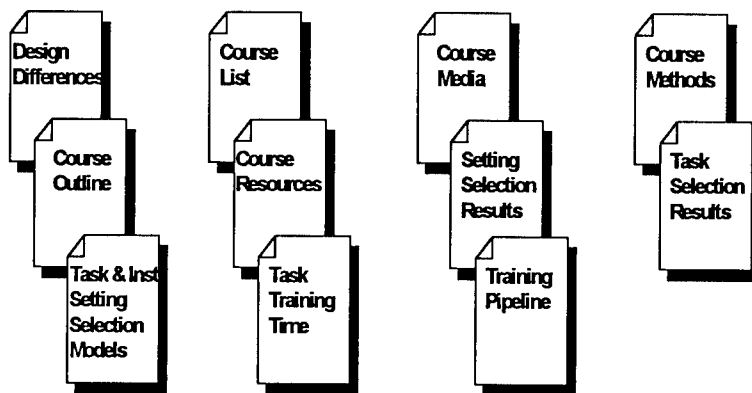 Design
Differences
Course
Outline
Task & Inst
Setting
Selection
Models
Course
List
Course
Resources
Task
Training
Time
Course
Media
Setting
Selection
Results
Training
Pipeline
Course
Methods
Task
Selection
Results